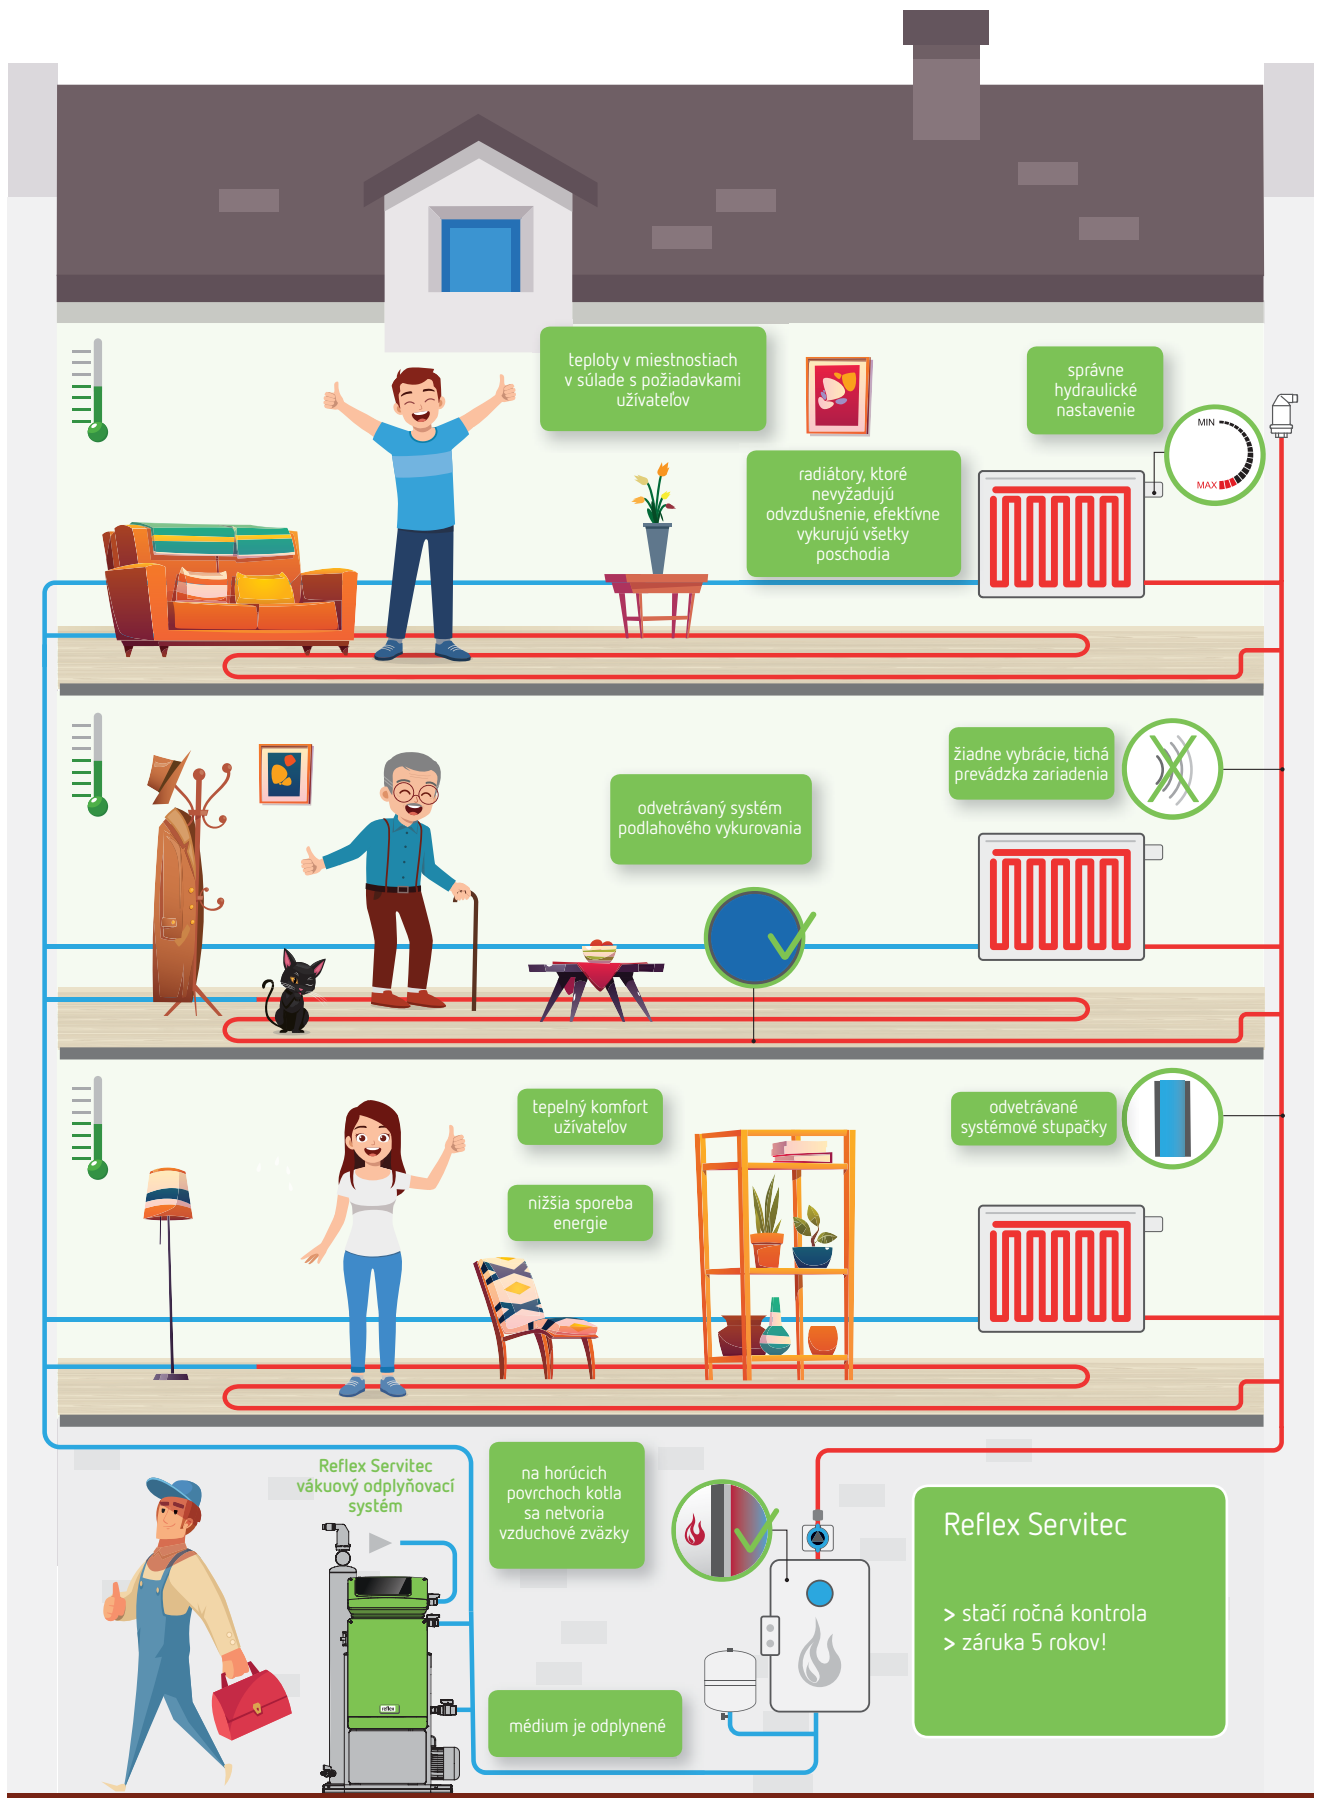 teploty v miestnostiach
v súlade s požiadavkami
užívateľov
správne
hydraulické
nastavenie
MIN
MAX
radiátory, ktoré
nevyžadujú
odvzdušnenie, efektívne
vykurujú všetky
poschodia
žiadne vybrácie, tichá
prevádzka zariadenia
odvetrávaný systém
podlahového vykurovania
tepelný komfort
užívateľov
odvetrávané
systémové stupačky
nižšia sporeba
energie
Reflex Servitec
vákuový odplyňovací
systém
na horúcich
povrchoch kotla
sa netvoria
vzduchové zväzky
Reflex Servitec
> stačí ročná kontrola
> záruka 5 rokov!
reflex
médium je odplynené